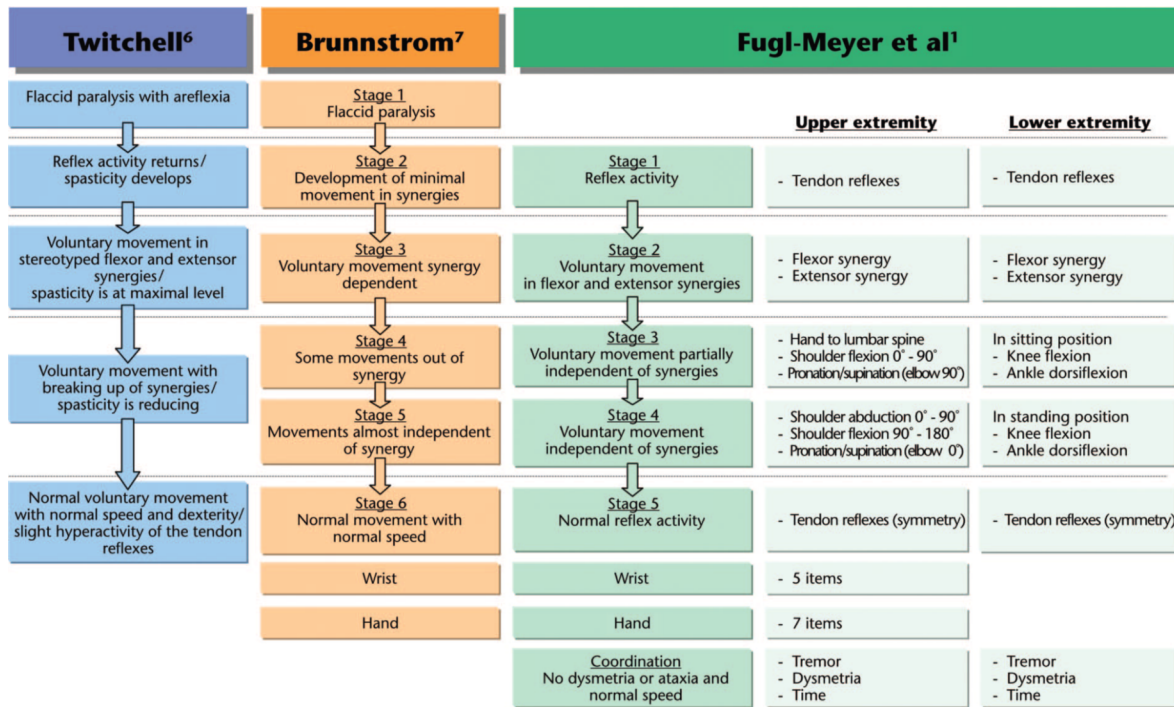 Twitchell⁶
Brunnstrom⁷
Fugl-Meyer et al¹
Flaccid paralysis with areflexia
Stage 1
Flaccid paralysis
Upper extremity
Lower extremity
Reflex activity returns/
spasticity develops
Stage 2
Development of minimal
movement in synergies
Stage 1
Reflex activity
- Tendon reflexes
- Tendon reflexes
Voluntary movement in
stereotyped flexor and extensor
synergies/
spasticity is at maximal level
Stage 3
Voluntary movement synergy
dependent
Stage 2
Voluntary movement
in flexor and extensor synergies
- Flexor synergy
- Extensor synergy
- Flexor synergy
- Extensor synergy
Voluntary movement with
breaking up of synergies/
spasticity is reducing
Stage 4
Some movements out of
synergy
Stage 3
Voluntary movement partially
independent of synergies
- Hand to lumbar spine
- Shoulder flexion 0° - 90°
- Pronation/supination (elbow 90°)
In sitting position
- Knee flexion
- Ankle dorsiflexion
Stage 5
Movements almost independent
of synergy
Stage 4
Voluntary movement
independent of synergies
- Shoulder abduction 0° - 90°
- Shoulder flexion 90° - 180°
- Pronation/supination (elbow 0°)
In standing position
- Knee flexion
- Ankle dorsiflexion
Normal voluntary movement
with normal speed and dexterity/
slight hyperactivity of the tendon
reflexes
Stage 6
Normal movement with
normal speed
Stage 5
Normal reflex activity
- Tendon reflexes (symmetry)
- Tendon reflexes (symmetry)
Wrist
Wrist
- 5 items
Hand
Hand
- 7 items
Coordination
No dysmetria or ataxia and
normal speed
- Tremor
- Dysmetria
- Time
- Tremor
- Dysmetria
- Time